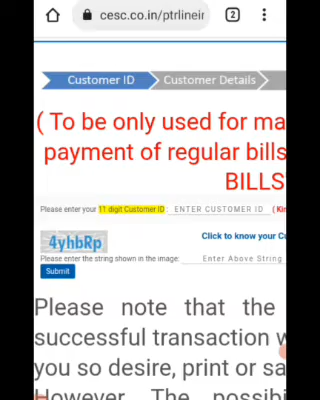 cesc.co.in/ptrlineir
2
Customer ID
Customer Details
( To be only used for ma
payment of regular bills
BILLS
Please enter your 11 digit Customer ID : ENTER CUSTOMER ID ( Kin
4yhbRp
Click to know your Cu
Please enter the string shown in the image: Enter Above String
Submit
Please note that the
successful transaction w
you so desire, print or sa
However. The possibi